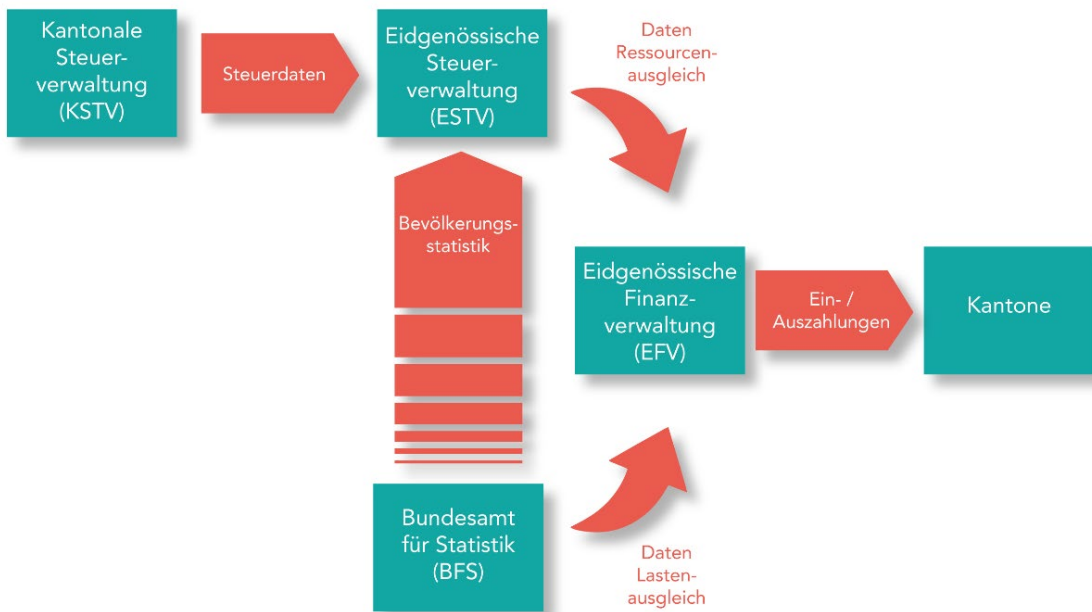 Kantonale
Steuer-
verwaltung
(KSTV)
Steuerdaten
Eidgenössische
Steuer-
verwaltung
(ESTV)
Daten
Ressourcen-
ausgleich
Bevölkerungs-
statistik
Eidgenössische
Finanz-
verwaltung
(EFV)
Ein- /
Auszahlungen
Kantone
Bundesamt
für Statistik
(BFS)
Daten
Lasten-
ausgleich